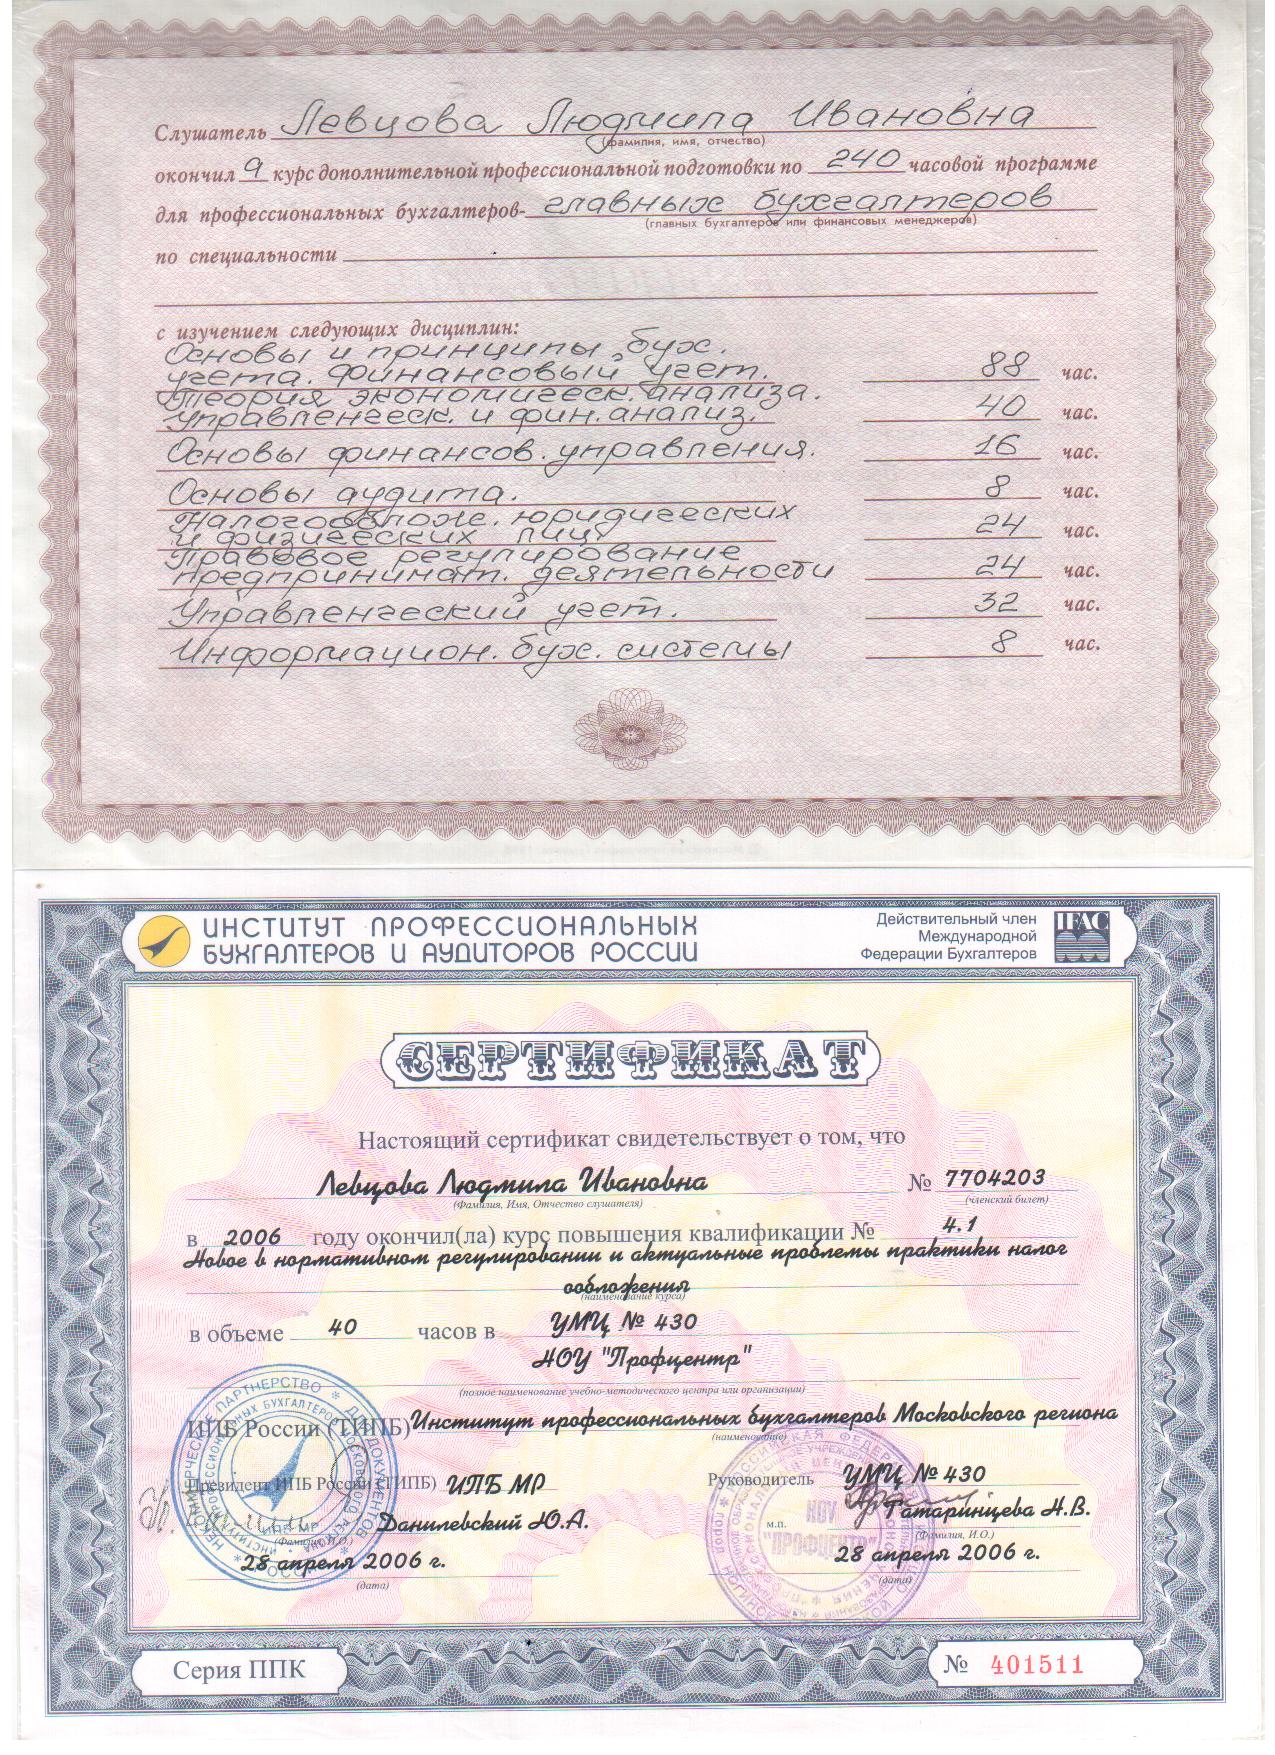 Слушатель Левцова Людмила Ивановна
(фамилия, имя, отчество)
окончил а курс дополнительной профессиональной подготовки по 240 часовой программе
для профессиональных бухгалтеров- главных бухгалтеров
(главных бухгалтеров или финансовых менеджеров)
по специальности
с изучением следующих дисциплин:
Основы и принципы бух.
учета. финансовый учет. 88 час.
Теория экономическ. анализа.
Управленческ. и фин. анализ. 40 час.
Основы финансов. управления. 16 час.
Основы аудита. 8 час.
Налогооблож. юридических
и физических лиц 24 час.
Правовое регулирование
предпринимат. деятельности 24 час.
Управленческий учет. 32 час.
Информацион. бух. системы 8 час.
ИНСТИТУТ ПРОФЕССИОНАЛЬНЫХ
БУХГАЛТЕРОВ И АУДИТОРОВ РОССИИ
Действительный член
Международной
Федерации Бухгалтеров
IFAC
СЕРТИФИКАТ
Настоящий сертификат свидетельствует о том, что
Левцова Людмила Ивановна № 7704203
(Фамилия, Имя, Отчество слушателя) (членский билет)
в 2006 году окончил(ла) курс повышения квалификации № 4.1
Новое в нормативном регулировании и актуальные проблемы практики налог
ообложения
(наименование курса)
в объеме 40 часов в УМЦ № 430
НОУ "Профцентр"
(полное наименование учебно-методического центра или организации)
ИПБ России (ТИПБ) Институт профессиональных бухгалтеров Московского региона
(наименование)
Президент ИПБ России (ТИПБ) ИПБ МР Руководитель УМЦ № 430
Данилевский Ю.А. м.п. Татаринцева Н.В.
(Фамилия, И.О.) (Фамилия, И.О.)
28 апреля 2006 г. 28 апреля 2006 г.
(дата) (дата)
НОУ
"ПРОФЦЕНТР"
ИПБ МР
Серия ППК № 401511